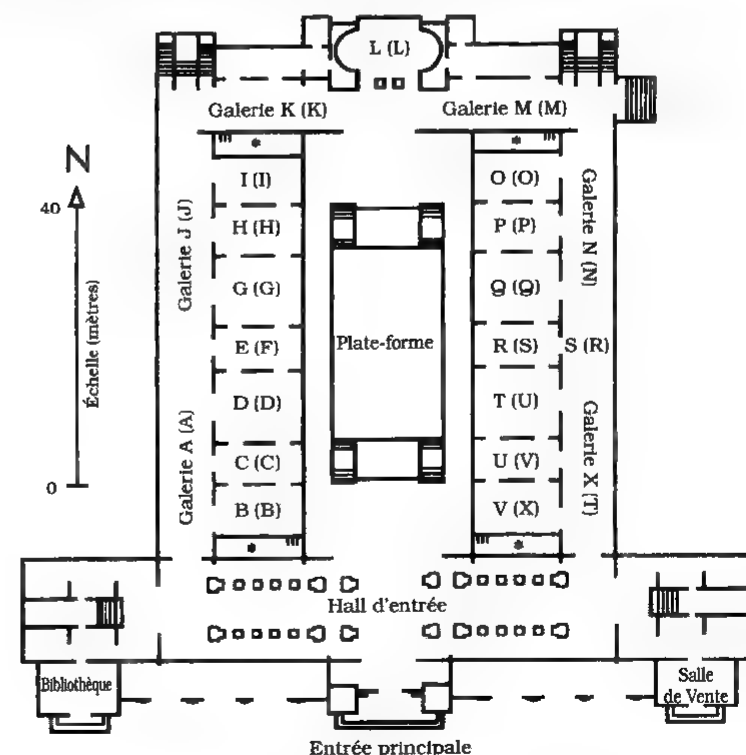 L (L)
Galerie K (K)
Galerie M (M)
*
*
N
40
Échelle (mètres)
0
Galerie J (J)
Galerie A (A)
I (I)
H (H)
G (G)
E (F)
D (D)
C (C)
B (B)
*
Plate-forme
O (O)
P (P)
Q (Q)
R (S)
T (U)
U (V)
V (X)
*
Galerie N (N)
S (R)
Galerie X (T)
Hall d'entrée
Bibliothèque
Salle
de Vente
Entrée principale